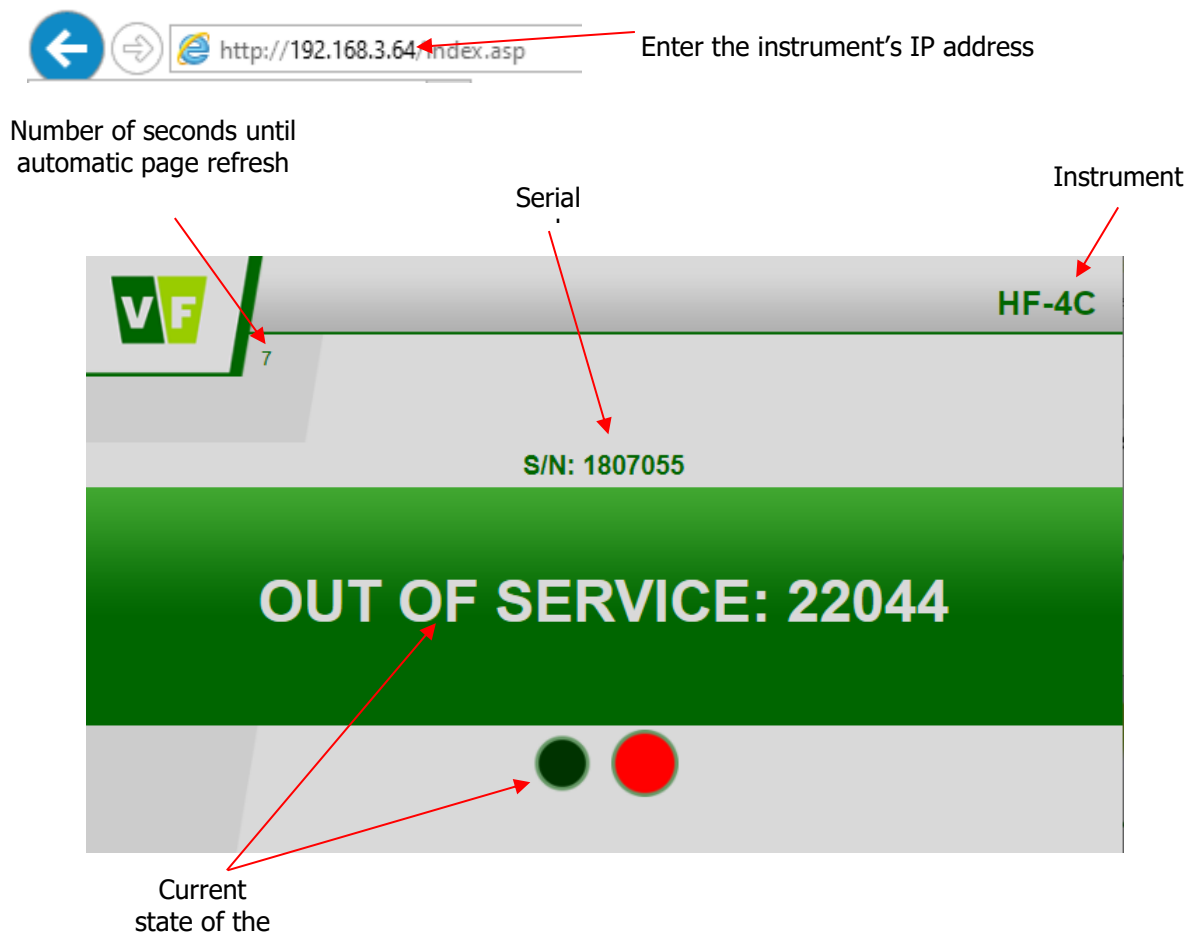 http://192.168.3.64/index.asp
Enter the instrument's IP address
Number of seconds until
automatic page refresh
Serial
Instrument
VF
HF-4C
7
S/N: 1807055
OUT OF SERVICE: 22044
Current
state of the